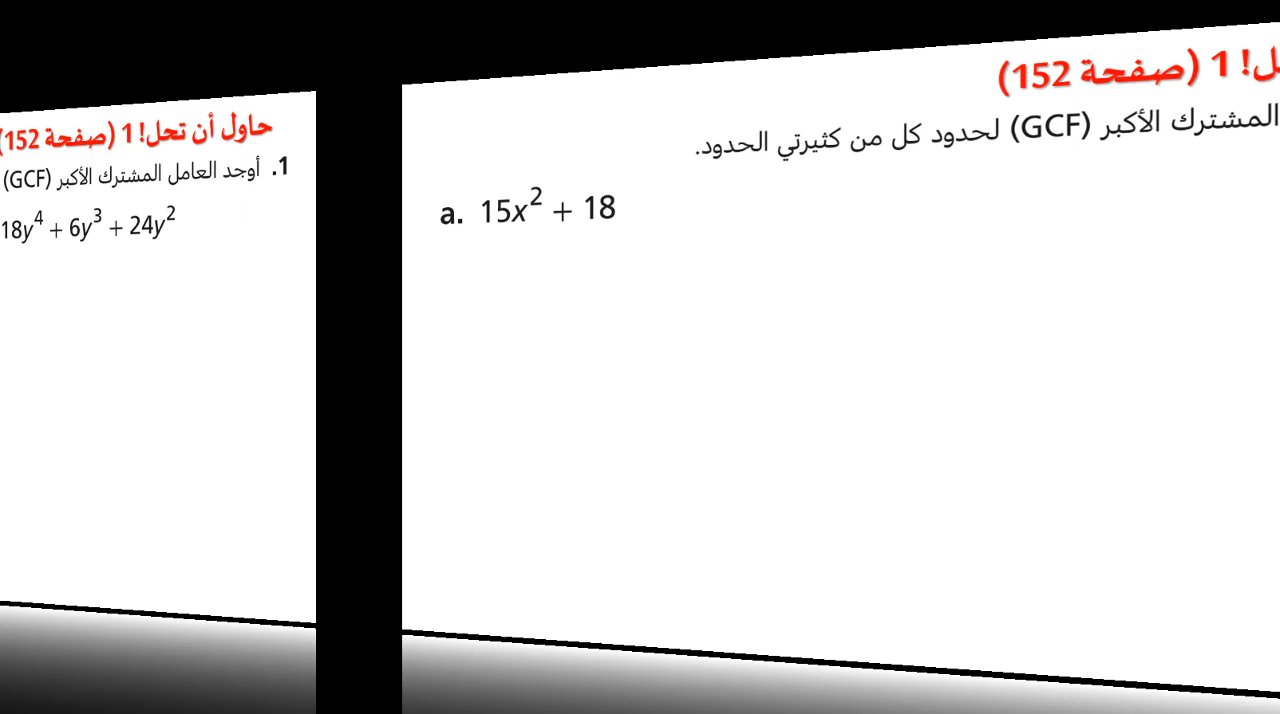 حاول أن تحل! 1 (صفحة 152)
1. أوجد العامل المشترك الأكبر (GCF)
18y⁴ + 6y³ + 24y²
1 (صفحة 152)
المشترك الأكبر (GCF) لحدود كل من كثيرتي الحدود.
a. 15x² + 18